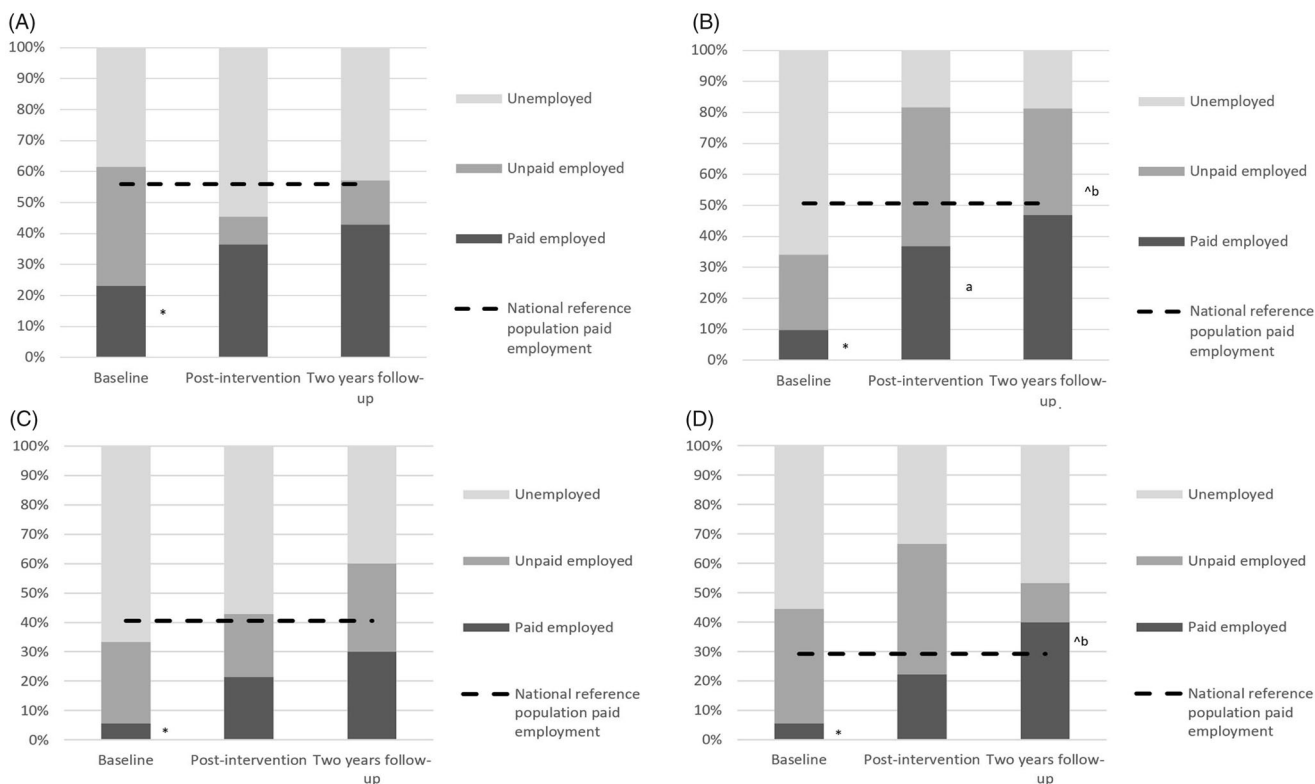 (A)
100%
90%
80%
70%
60%
50%
40%
30%
20%
10%
0%
*
Baseline
Post-intervention
Two years follow-
up
Unemployed
Unpaid employed
Paid employed
National reference
population paid
employment
(B)
100%
90%
80%
70%
60%
50%
40%
30%
20%
10%
0%
*
a
^b
Baseline
Post-intervention
Two years follow-
up.
Unemployed
Unpaid employed
Paid employed
National reference
population paid
employment
(C)
100%
90%
80%
70%
60%
50%
40%
30%
20%
10%
0%
*
Baseline
Post-intervention
Two years follow-
up
Unemployed
Unpaid employed
Paid employed
National reference
population paid
employment
(D)
100%
90%
80%
70%
60%
50%
40%
30%
20%
10%
0%
*
^b
Baseline
Post-intervention
Two years follow-
up
Unemployed
Unpaid employed
Paid employed
National reference
population paid
employment